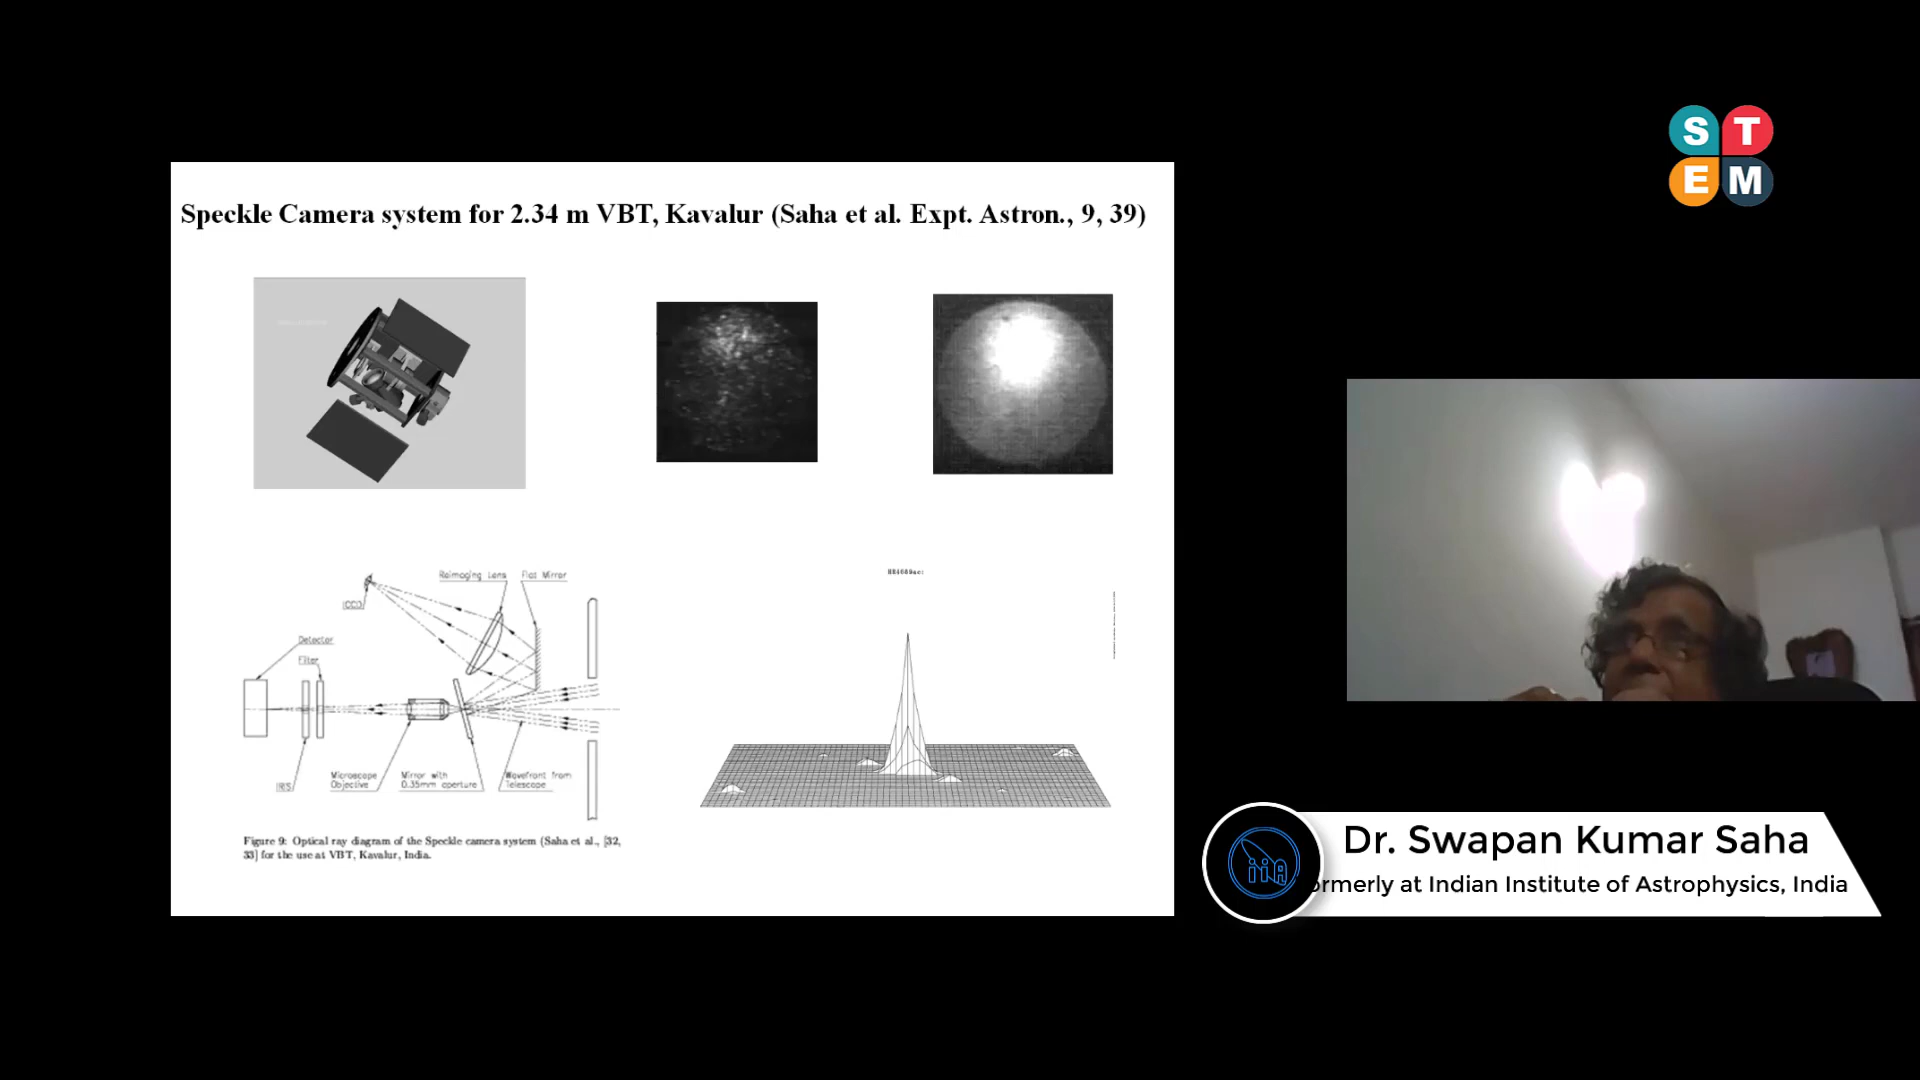 S T
E M
Speckle Camera system for 2.34 m VBT, Kavalur (Saha et al. Expt. Astron., 9, 39)
Reimaging Lens
Flat Mirror
Detector
Filter
IRIS
Microscope
Objective
Mirror with
0.35mm aperture
Wavefront from
Telescope
Figure 9: Optical ray diagram of the Speckle camera system (Saha et al., [32,
33] for the use at VBT, Kavalur, India.
Dr. Swapan Kumar Saha
iiA
ormerly at Indian Institute of Astrophysics, India